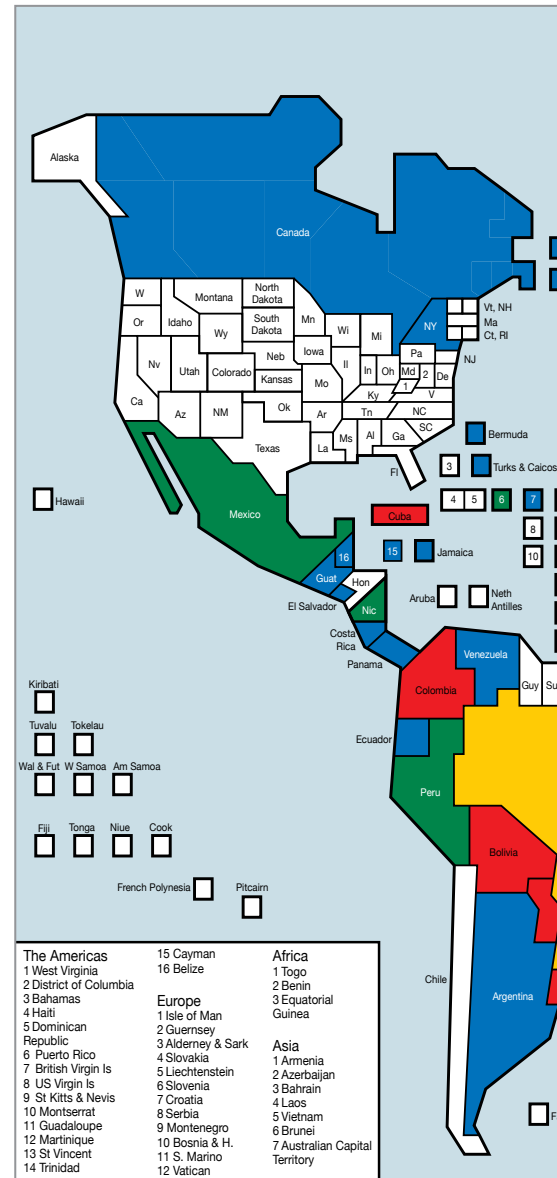 Alaska
Canada
W
Montana
North
Dakota
Mn
Or
Idaho
South
Dakota
Wy
Wi
Mi
NY
Vt, NH
Ma
Ct, RI
Nv
Utah
Colorado
Neb
Iowa
Il
In
Oh
Pa
Md
2
De
NJ
1
Kansas
Mo
Ky
V
Ca
Az
NM
Ok
Ar
Tn
NC
SC
Texas
La
Ms
Al
Ga
Fl
Bermuda
3
Turks & Caicos
Hawaii
Mexico
4
5
6
7
Cuba
8
16
15
Jamaica
10
Guat
Hon
El Salvador
Nic
Aruba
Neth
Antilles
Costa
Rica
Panama
Venezuela
Colombia
Guy
Su
Kiribati
Tuvalu
Tokelau
Ecuador
Wal & Fut
W Samoa
Am Samoa
Peru
Fiji
Tonga
Niue
Cook
Bolivia
French Polynesia
Pitcairn
Chile
Argentina
F
The Americas
1 West Virginia
2 District of Columbia
3 Bahamas
4 Haiti
5 Dominican
Republic
6 Puerto Rico
7 British Virgin Is
8 US Virgin Is
9 St Kitts & Nevis
10 Montserrat
11 Guadaloupe
12 Martinique
13 St Vincent
14 Trinidad
15 Cayman
16 Belize
Europe
1 Isle of Man
2 Guernsey
3 Alderney & Sark
4 Slovakia
5 Liechtenstein
6 Slovenia
7 Croatia
8 Serbia
9 Montenegro
10 Bosnia & H.
11 S. Marino
12 Vatican
Africa
1 Togo
2 Benin
3 Equatorial
Guinea
Asia
1 Armenia
2 Azerbaijan
3 Bahrain
4 Laos
5 Vietnam
6 Brunei
7 Australian Capital
Territory